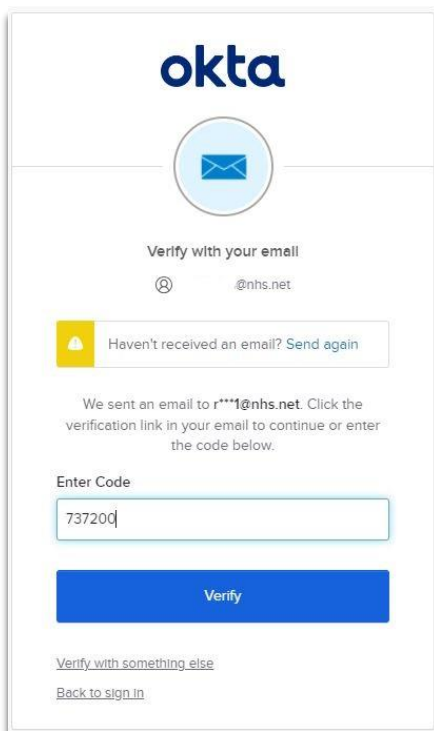 okta
Verify with your email
@nhs.net
Haven't received an email? Send again
We sent an email to r***1@nhs.net. Click the
verification link in your email to continue or enter
the code below.
Enter Code
737200
Verify
Verify with something else
Back to sign in